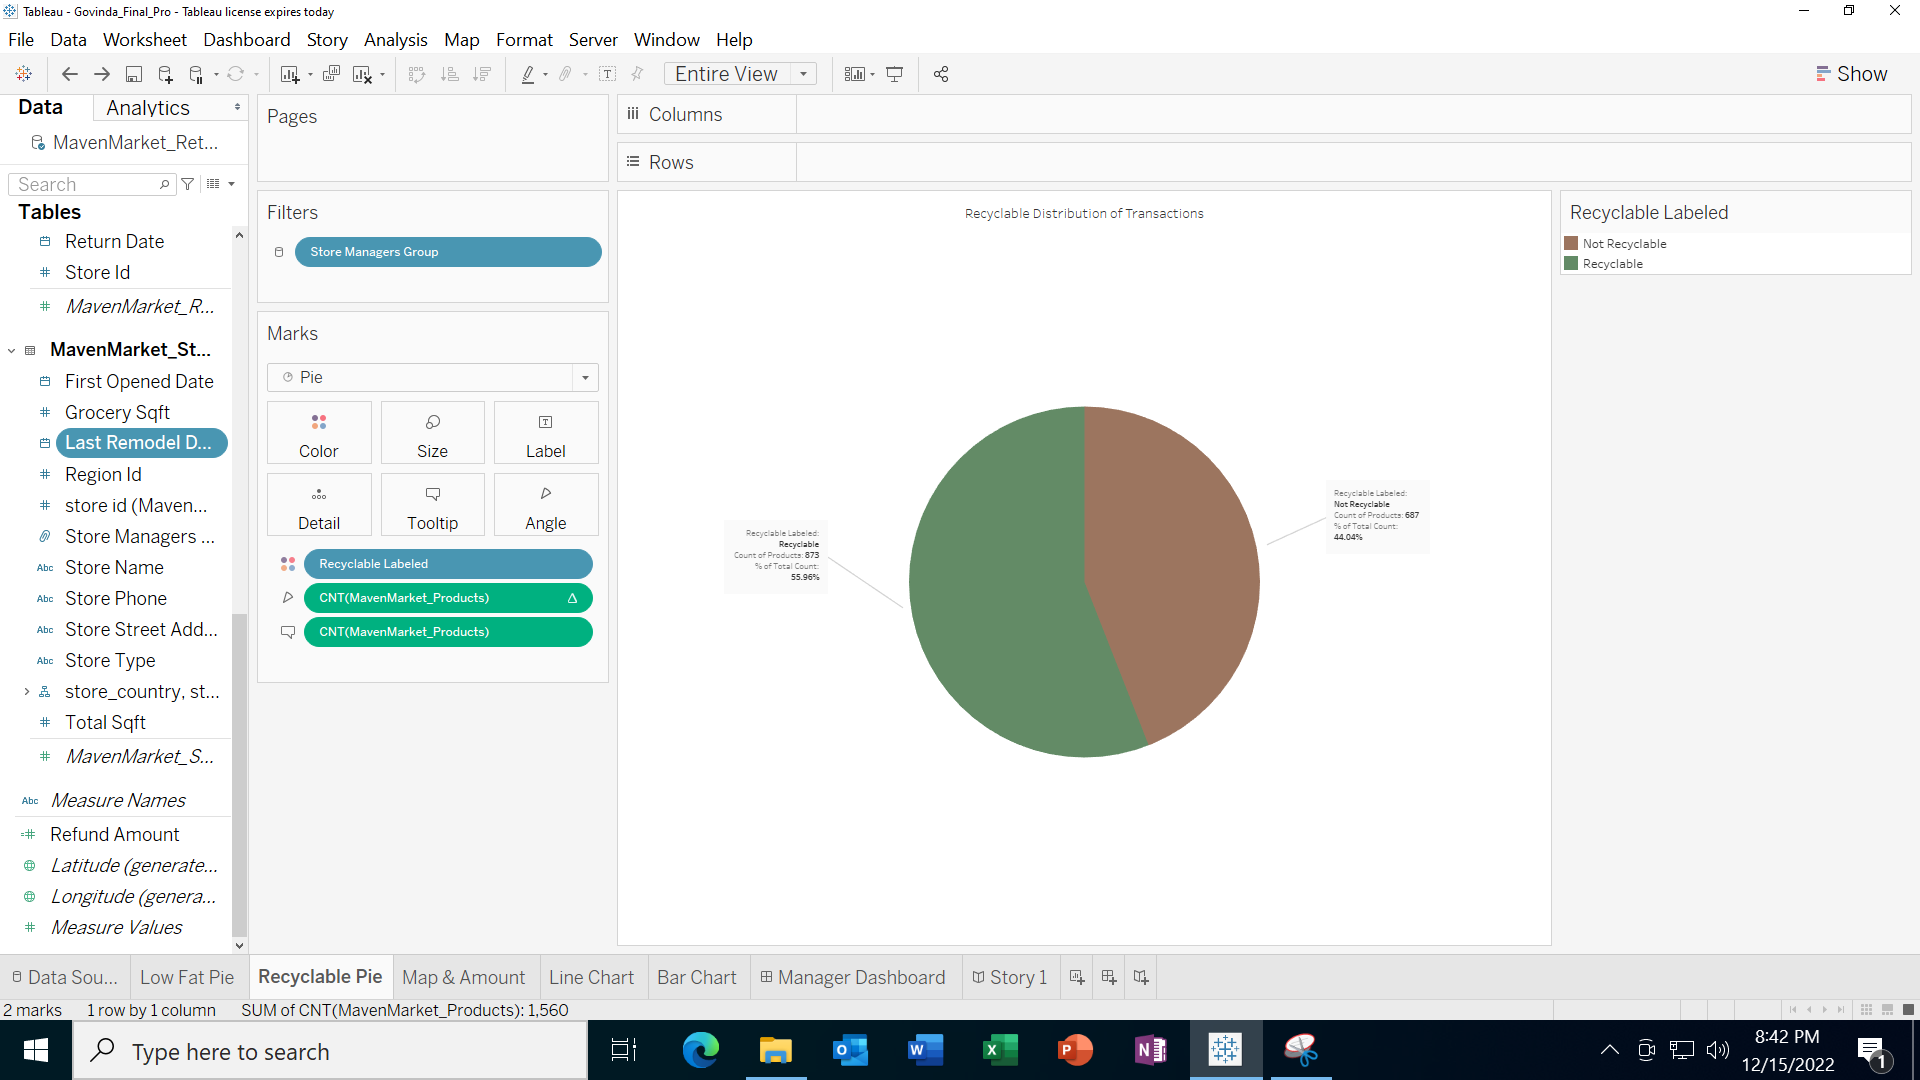 Tableau - Govinda_Final_Pro - Tableau license expires today
File Data Worksheet Dashboard Story Analysis Map Format Server Window Help
Entire View
Show
Data Analytics
MavenMarket_Ret...
Search
Tables
Return Date
Store Id
MavenMarket_R...
MavenMarket_St...
First Opened Date
Grocery Sqft
Last Remodel D...
Region Id
store id (Maven...
Store Managers ...
Abc Store Name
Abc Store Phone
Abc Store Street Add...
Abc Store Type
store_country, st...
Total Sqft
MavenMarket_S...
Abc Measure Names
Refund Amount
Latitude (generate...
Longitude (genera...
Measure Values
Pages
Filters
Store Managers Group
Marks
Pie
Color Size Label
Detail Tooltip Angle
Recyclable Labeled
CNT(MavenMarket_Products)
CNT(MavenMarket_Products)
Columns
Rows
Recyclable Distribution of Transactions
Recyclable Labeled:
Recyclable
Count of Products: 873
% of Total Count:
55.96%
Recyclable Labeled:
Not Recyclable
Count of Products: 687
% of Total Count:
44.04%
Recyclable Labeled
Not Recyclable
Recyclable
Data Sou... Low Fat Pie Recyclable Pie Map & Amount Line Chart Bar Chart Manager Dashboard Story 1
2 marks 1 row by 1 column SUM of CNT(MavenMarket_Products): 1,560
Type here to search
8:42 PM
12/15/2022
1